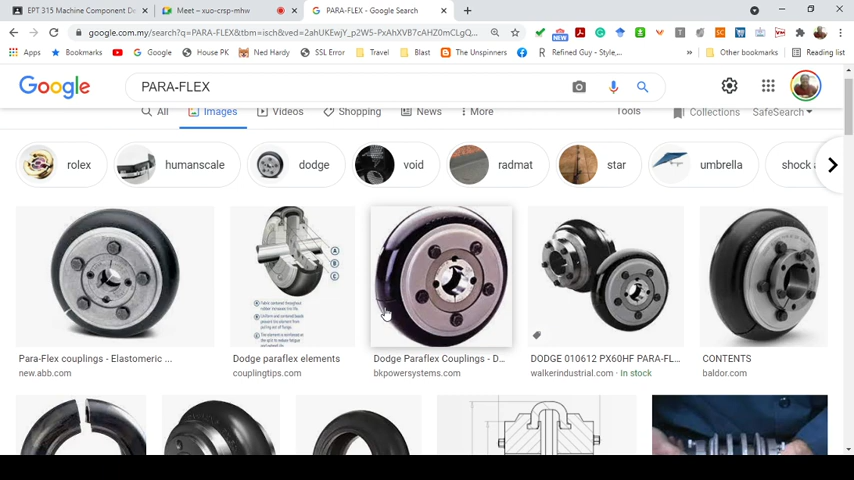 EPT 315 Machine Component De
Meet – xuo-crsp-mhw
PARA-FLEX - Google Search
google.com.my/search?q=PARA-FLEX&tbm=isch&ved=2ahUKEwjY_p2W5-PxAhXVB7cAHZ0mCLgQ...
Apps
Bookmarks
Google
House PK
Ned Hardy
SSL Error
Travel
Blast
The Unspinners
Refined Guy – Style,...
»
Other bookmarks
Reading list
Google
PARA-FLEX
All
Images
Videos
Shopping
News
More
Tools
Collections
SafeSearch
rolex
humanscale
dodge
void
radmat
star
umbrella
shock a
A
B
C
Para-Flex couplings - Elastomeric ...
new.abb.com
Dodge paraflex elements
couplingtips.com
Dodge Paraflex Couplings - D...
bkpowersystems.com
DODGE 010612 PX60HF PARA-FL...
walkerindustrial.com · In stock
CONTENTS
baldor.com